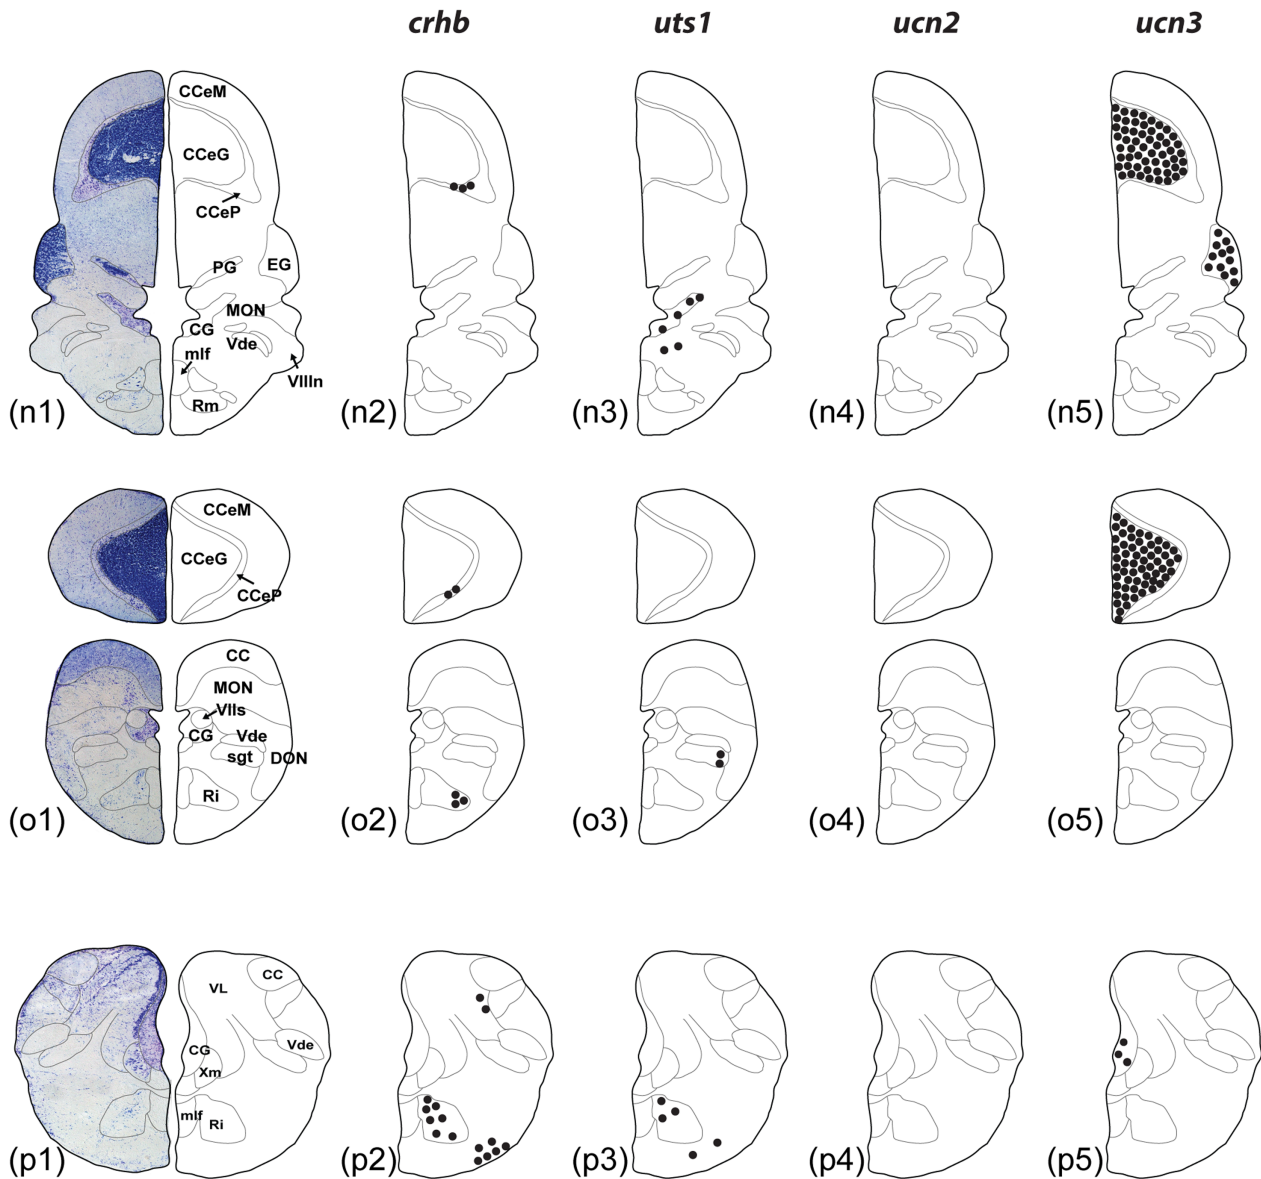 crhb uts1 ucn2 ucn3
CCeM
CCeG
CCeP
PG EG
MON
CG
Vde
mlf
VIIIn
Rm
(n1) (n2) (n3) (n4) (n5)
CCeM
CCeG
CCeP
CC
MON
VIIs
CG Vde
sgt DON
Ri
(o1) (o2) (o3) (o4) (o5)
CC
VL
CG Vde
Xm
mlf Ri
(p1) (p2) (p3) (p4) (p5)